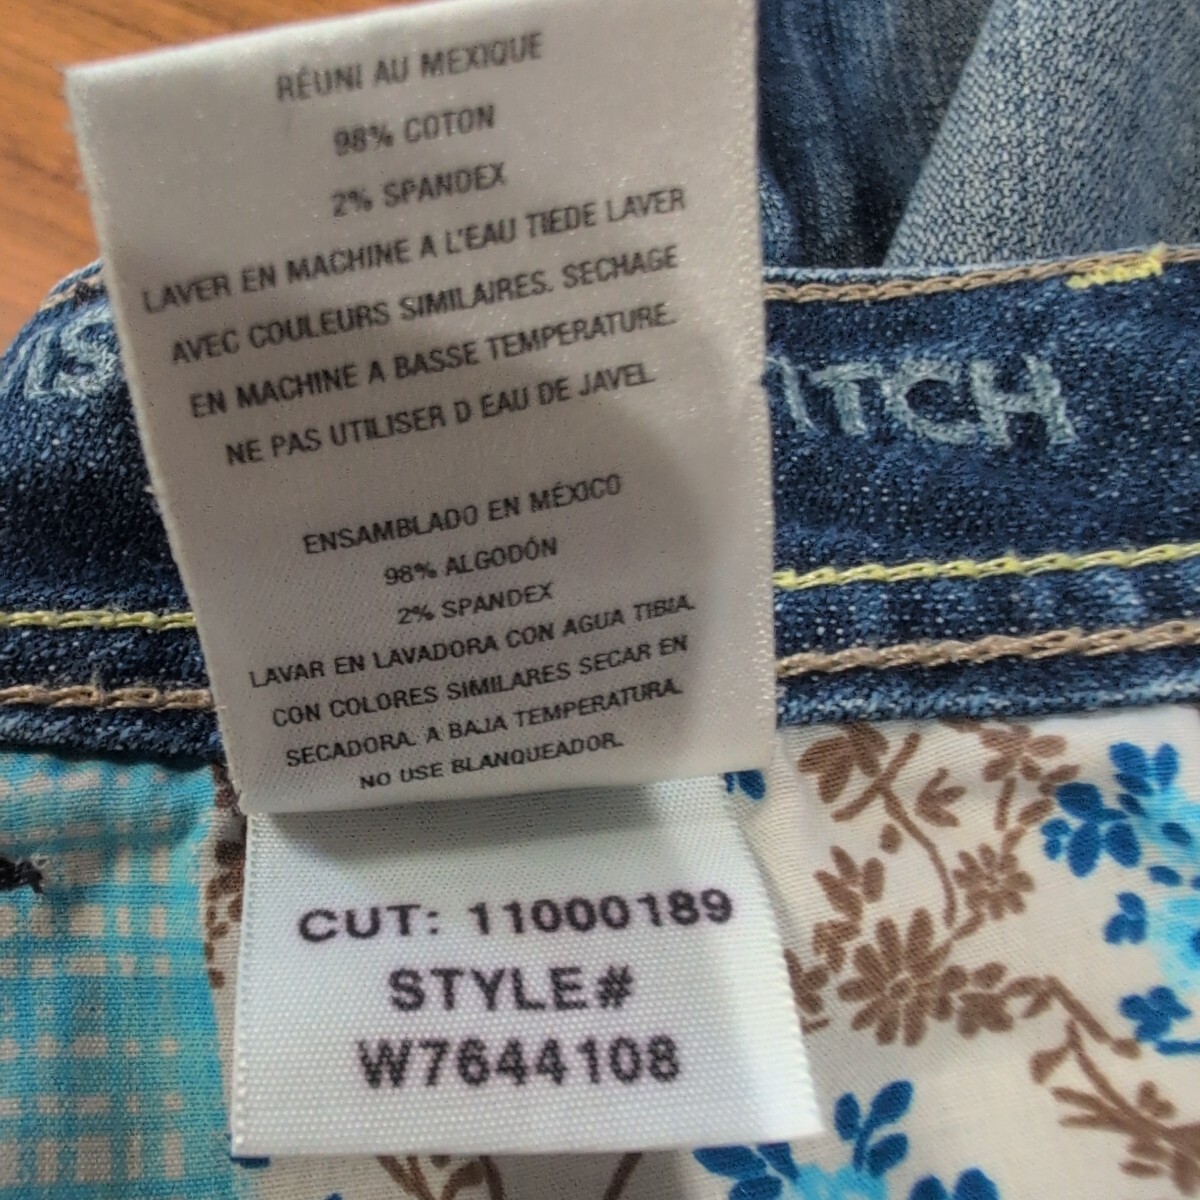 RÉUNI AU MEXIQUE
98% COTON
2% SPANDEX
LAVER EN MACHINE A L'EAU TIEDE LAVER
AVEC COULEURS SIMILAIRES. SECHAGE
EN MACHINE A BASSE TEMPERATURE.
NE PAS UTILISER D EAU DE JAVEL
ENSAMBLADO EN MÉXICO
98% ALGODÓN
2% SPANDEX
LAVAR EN LAVADORA CON AGUA TIBIA.
CON COLORES SIMILARES SECAR EN
SECADORA. A BAJA TEMPERATURA.
NO USE BLANQUEADOR.
CUT: 11000189
STYLE#
W7644108